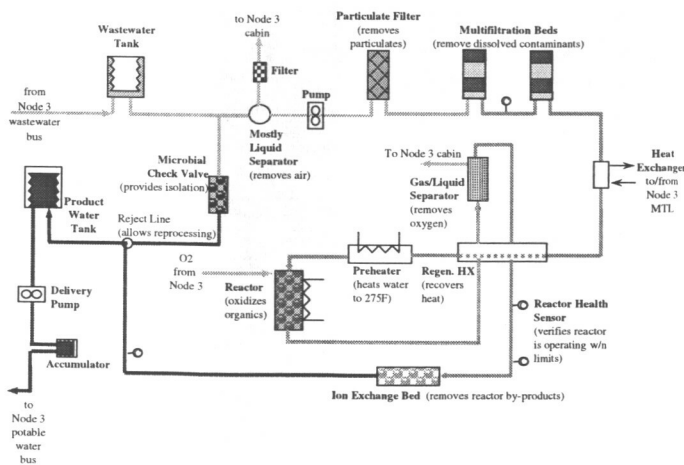 to Node 3
cabin
Wastewater
Tank
Particulate Filter
(removes
particulates)
Multifiltration Beds
(remove dissolved contaminants)
Filter
Pump
from
Node 3
wastewater
bus
Mostly
Liquid
Separator
(removes air)
Microbial
Check Valve
(provides isolation)
To Node 3 cabin
Gas/Liquid
Separator
(removes
oxygen)
Heat
Exchanger
to/from
Node 3
MTL
Product
Water
Tank
Reject Line
(allows reprocessing)
O2
from
Node 3
Reactor
(oxidizes
organics)
Preheater
(heats water
to 275F)
Regen. HX
(recovers
heat)
Delivery
Pump
Reactor Health
Sensor
(verifies reactor
is operating w/n
limits)
Accumulator
Ion Exchange Bed (removes reactor by-products)
to
Node 3
potable
water
bus